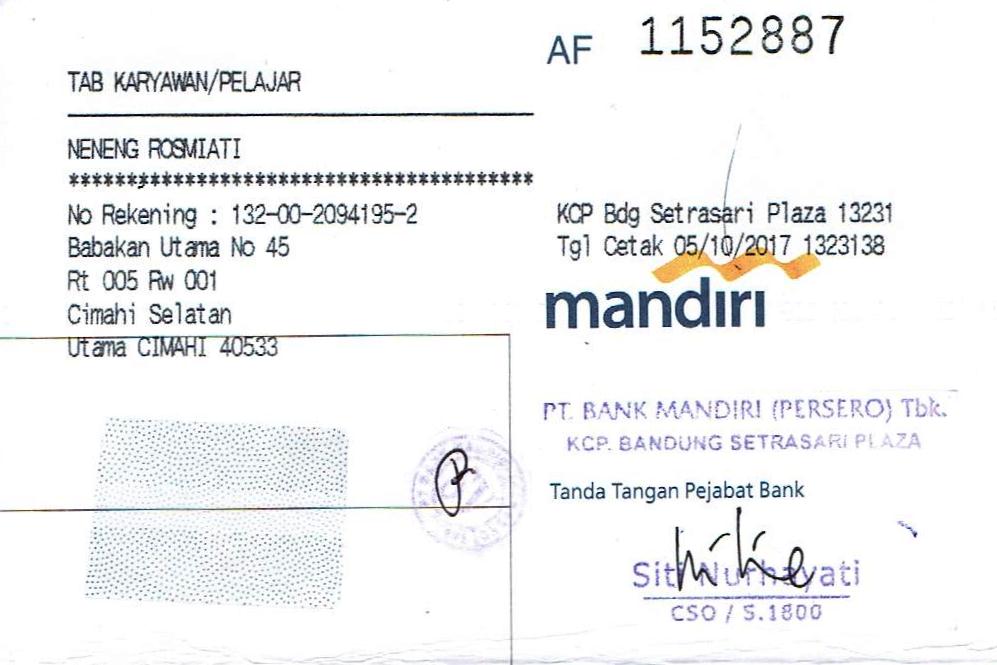 AF 1152887
TAB KARYAWAN/PELAJAR
NENENG ROSMIATI
****************************************
No Rekening : 132-00-2094195-2
Babakan Utama No 45
Rt 005 Rw 001
Cimahi Selatan
Utama CIMAHI 40533
KCP Bdg Setrasari Plaza 13231
Tgl Cetak 05/10/2017 1323138
mandiri
PT. BANK MANDIRI (PERSERO) Tbk.
KCP. BANDUNG SETRASARI PLAZA
Tanda Tangan Pejabat Bank
Siti Nurhayati
CSO / S.1800